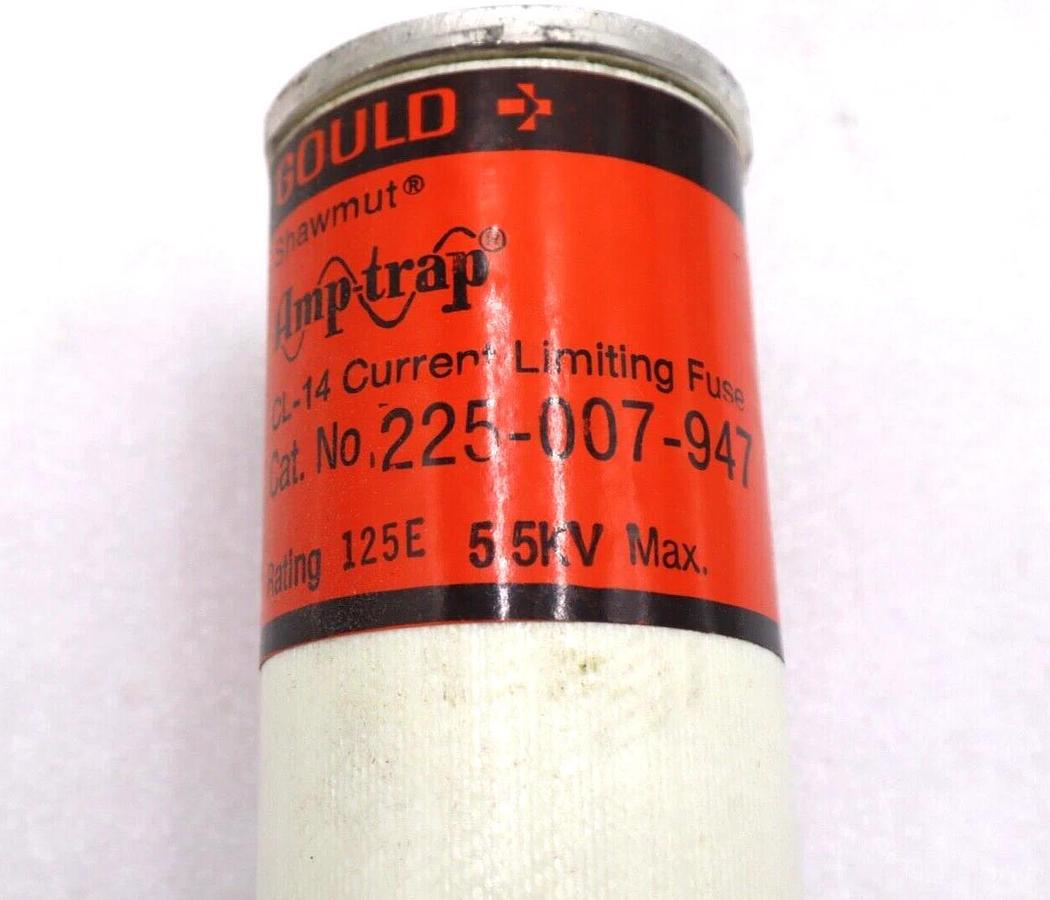 GOULD
Shawmut®
Amp-trap®
CL-14 Current Limiting Fuse
Cat. No. 225-007-947
Rating 125E 5.5KV Max.